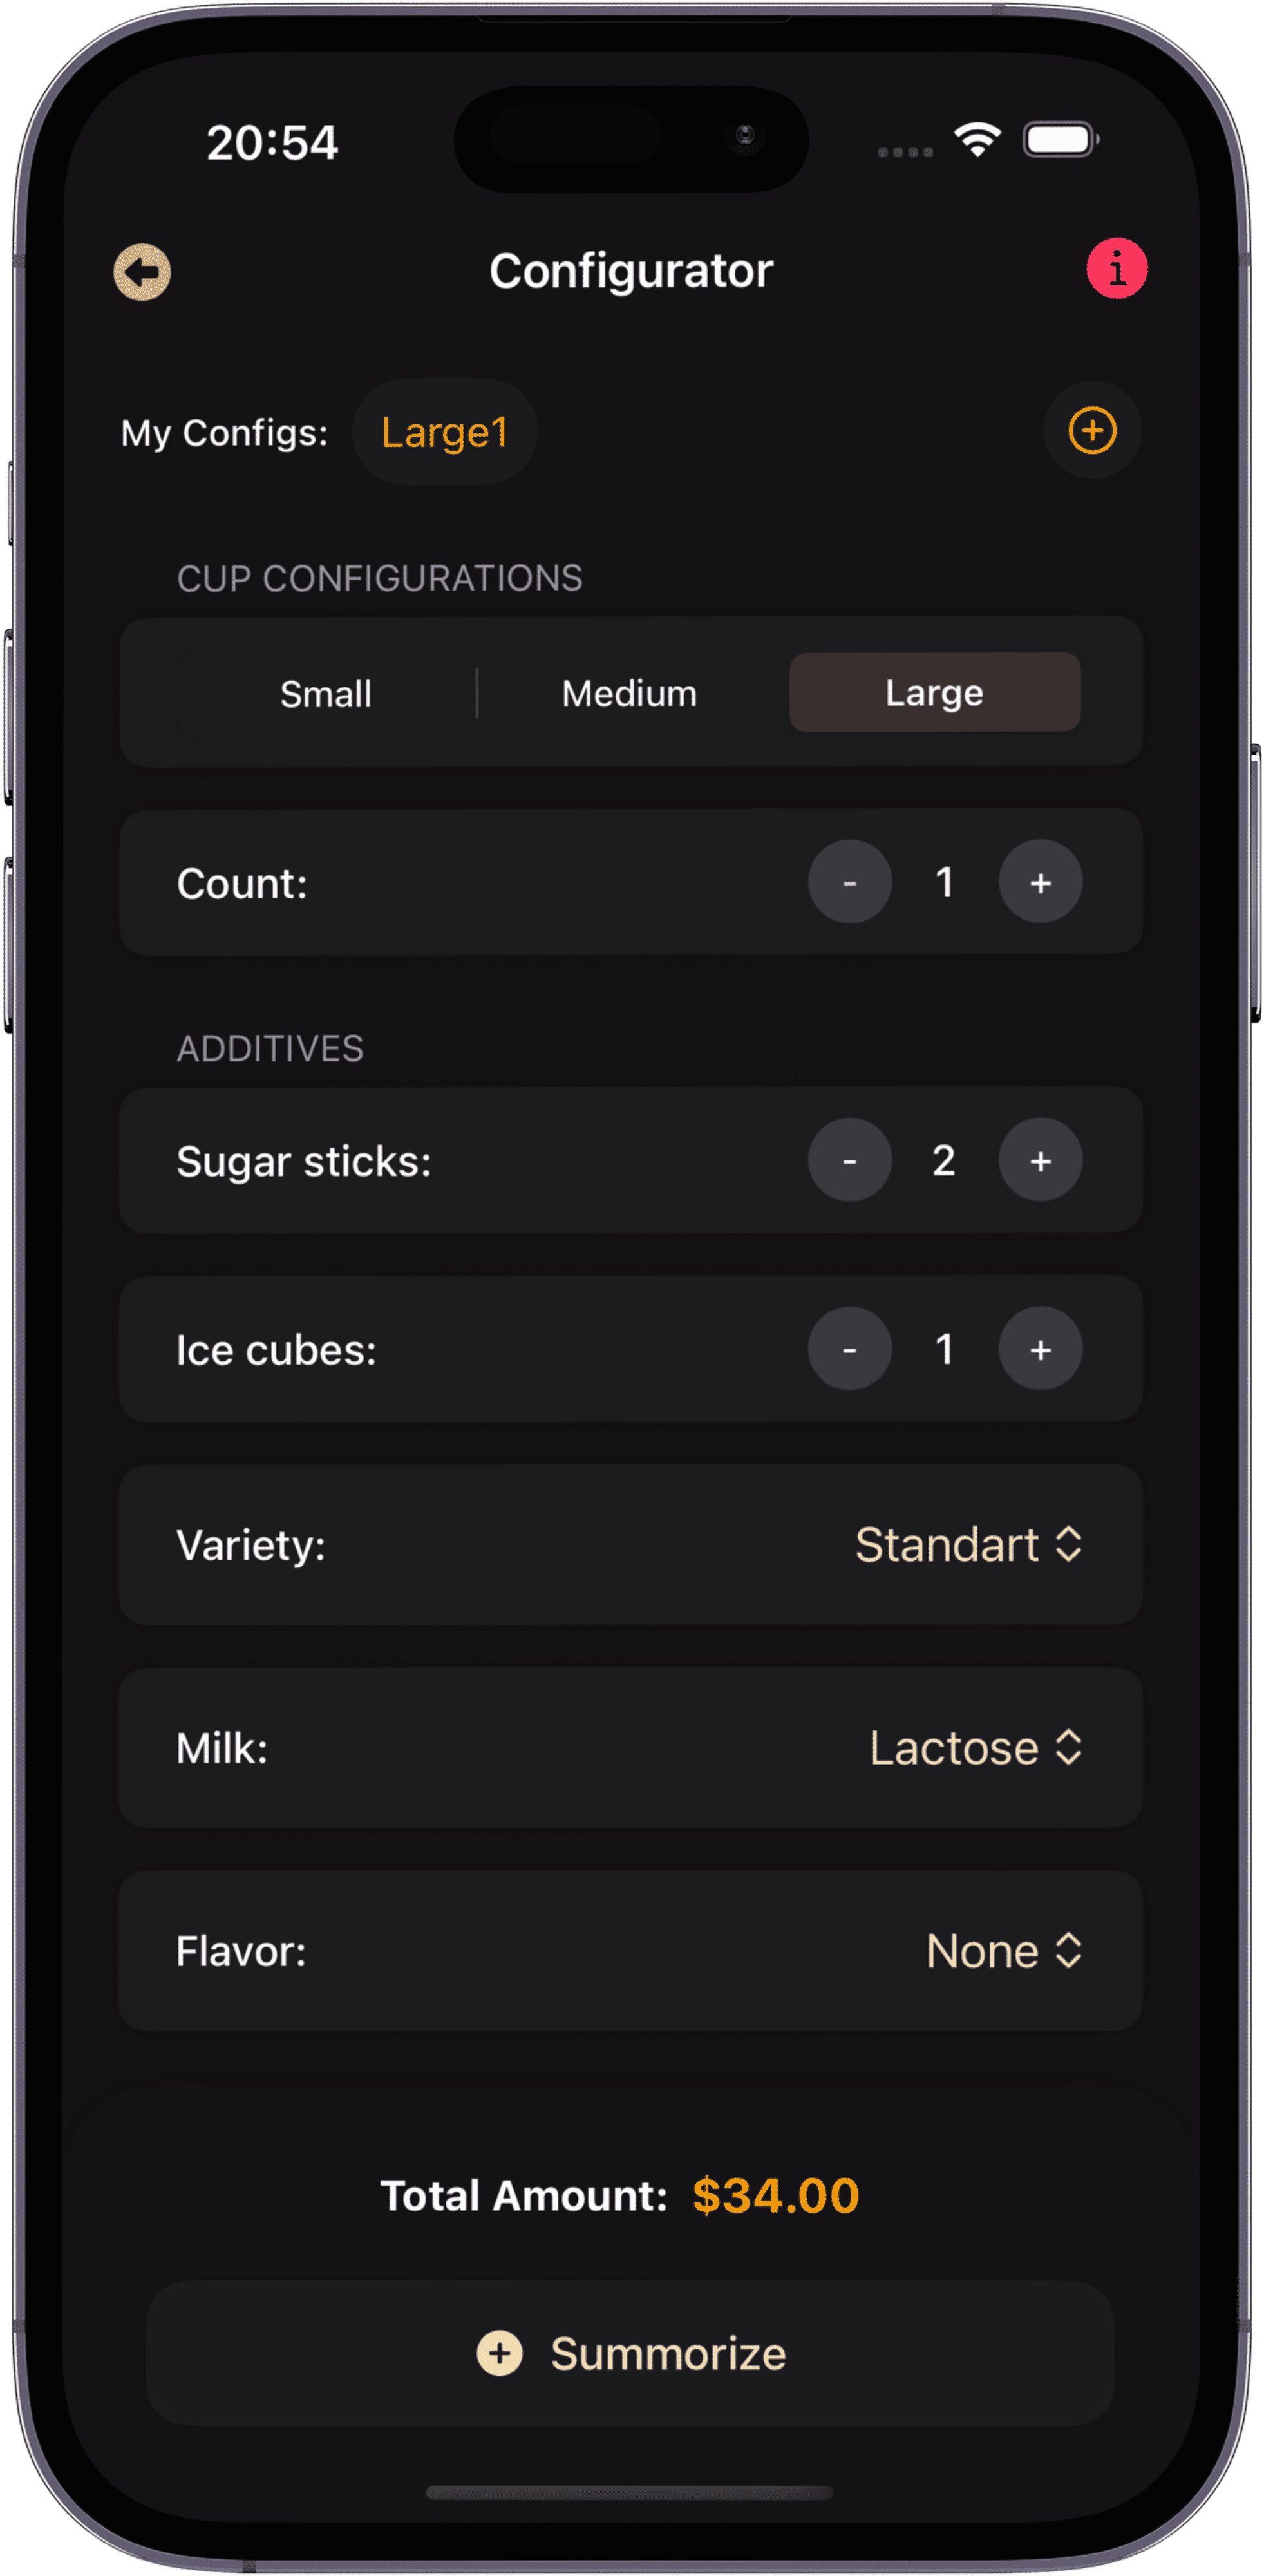 20:54
Configurator
i
My Configs: Large1
CUP CONFIGURATIONS
Small Medium Large
Count: - 1 +
ADDITIVES
Sugar sticks: - 2 +
Ice cubes: - 1 +
Variety: Standart
Milk: Lactose
Flavor: None
Total Amount: $34.00
Summorize